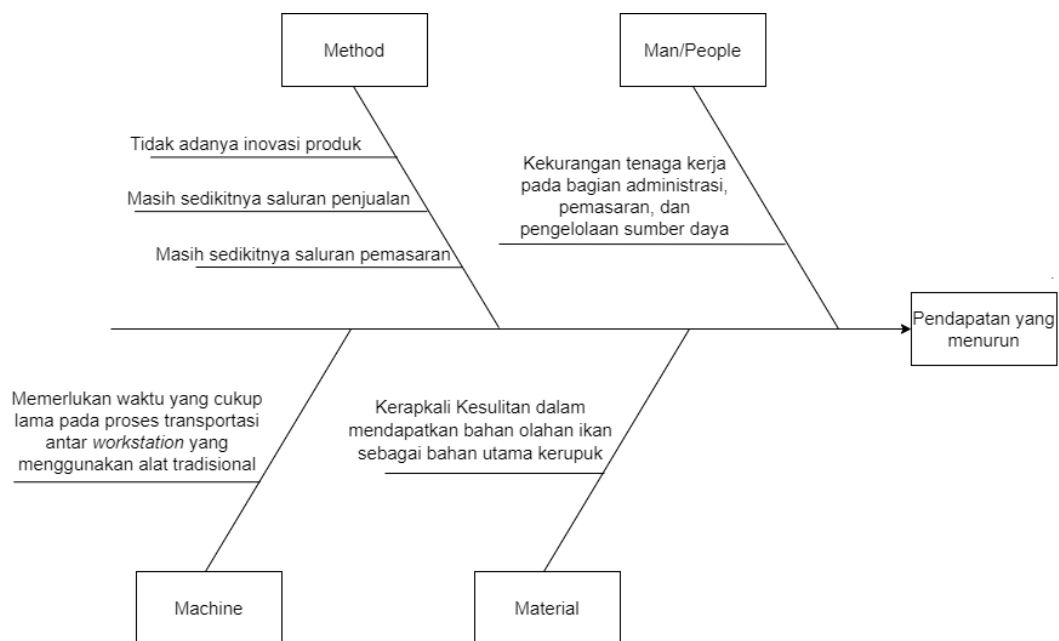 Method
Man/People
Tidak adanya inovasi produk
Masih sedikitnya saluran penjualan
Masih sedikitnya saluran pemasaran
Kekurangan tenaga kerja
pada bagian administrasi,
pemasaran, dan
pengelolaan sumber daya
Pendapatan yang
menurun
Memerlukan waktu yang cukup
lama pada proses transportasi
antar workstation yang
menggunakan alat tradisional
Kerapkali Kesulitan dalam
mendapatkan bahan olahan ikan
sebagai bahan utama kerupuk
Machine
Material